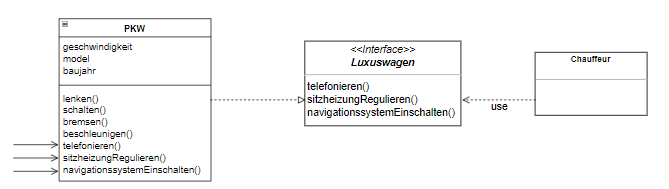 PKW
geschwindigkeit
model
baujahr
lenken()
schalten()
bremsen()
beschleunigen()
telefonieren()
sitzheizungRegulieren()
navigationssystemEinschalten()
<<Interface>>
Luxuswagen
telefonieren()
sitzheizungRegulieren()
navigationssystemEinschalten()
use
Chauffeur